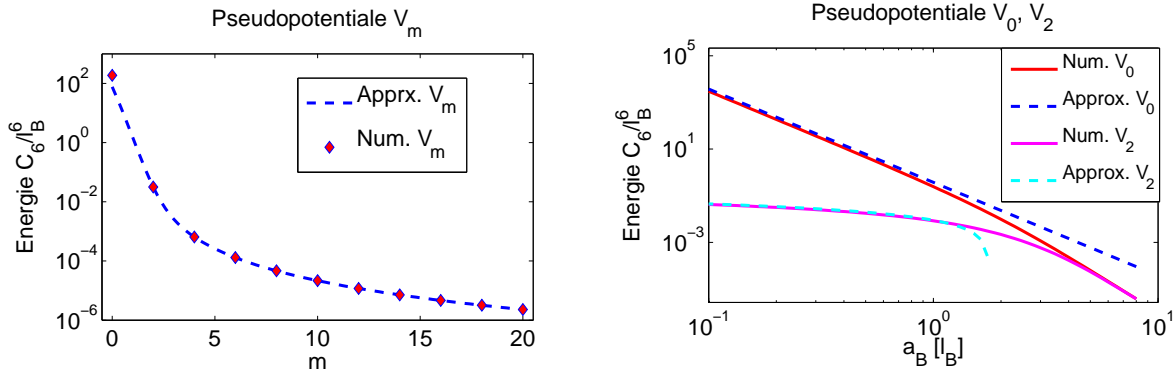 Pseudopotentiale V_m
Energie C_6/l_B^6
10^2
10^0
10^-2
10^-4
10^-6
0
5
10
15
20
m
Apprx. V_m
Num. V_m
Pseudopotentiale V_0, V_2
Energie C_6/l_B^6
10^5
10^1
10^-3
10^-1
10^0
10^1
a_B [l_B]
Num. V_0
Approx. V_0
Num. V_2
Approx. V_2